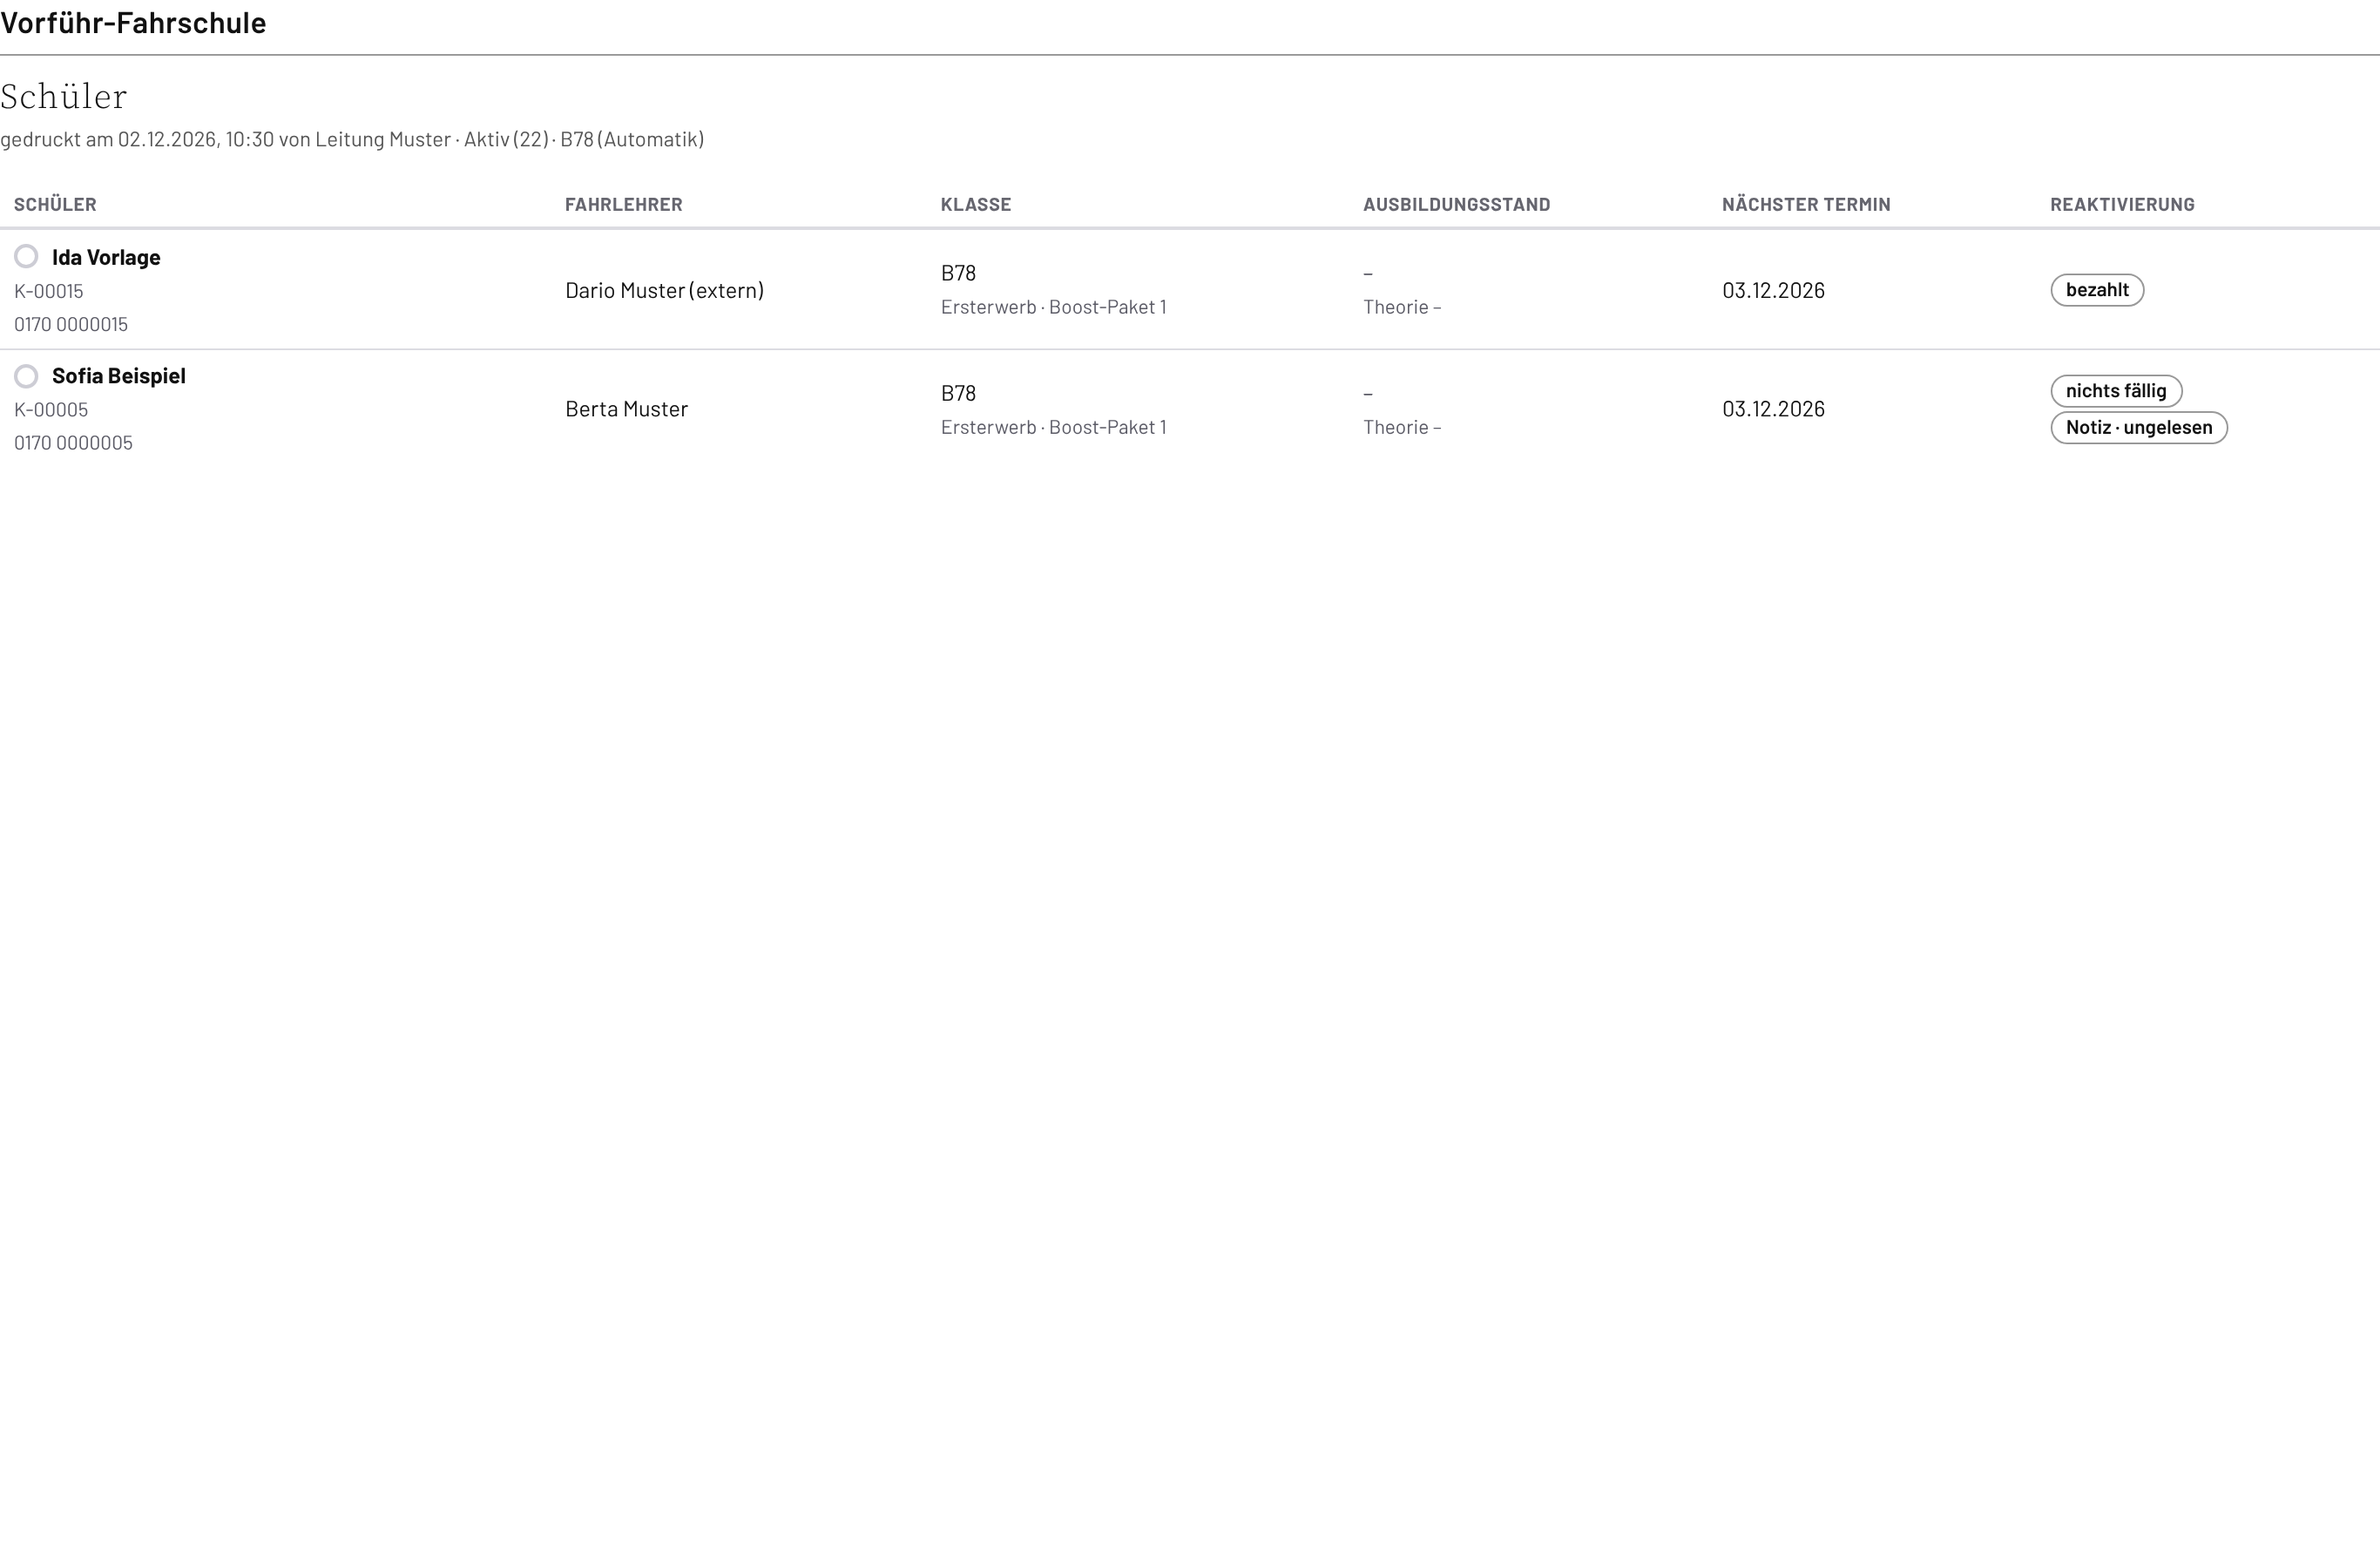 Vorführ-Fahrschule
Schüler
gedruckt am 02.12.2026, 10:30 von Leitung Muster · Aktiv (22) · B78 (Automatik)
SCHÜLER FAHRLEHRER KLASSE AUSBILDUNGSSTAND NÄCHSTER TERMIN REAKTIVIERUNG
Ida Vorlage
K-00015
0170 0000015
Dario Muster (extern)
B78
Ersterwerb · Boost-Paket 1
–
Theorie –
03.12.2026
bezahlt
Sofia Beispiel
K-00005
0170 0000005
Berta Muster
B78
Ersterwerb · Boost-Paket 1
–
Theorie –
03.12.2026
nichts fällig
Notiz · ungelesen